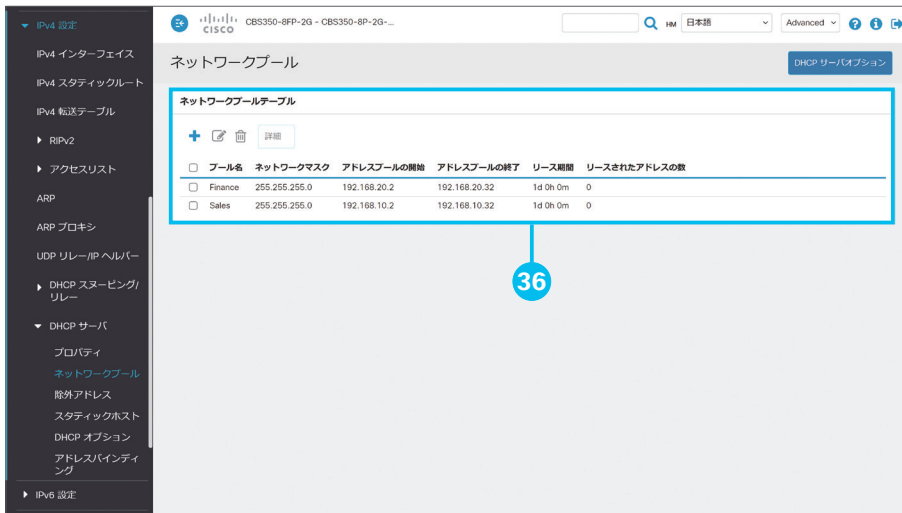 IPv4 設定
IPv4 インターフェイス
IPv4 スタティックルート
IPv4 転送テーブル
RIPv2
アクセスリスト
ARP
ARP プロキシ
UDP リレー/IP ヘルパー
DHCP スヌーピング/
リレー
DHCP サーバ
プロパティ
ネットワークプール
除外アドレス
スタティックホスト
DHCP オプション
アドレスバインディ
ング
IPv6 設定
CISCO CBS350-8FP-2G - CBS350-8P-2G-... HM 日本語 Advanced
ネットワークプール DHCP サーバオプション
ネットワークプールテーブル
詳細
プール名 ネットワークマスク アドレスプールの開始 アドレスプールの終了 リース期間 リースされたアドレスの数
Finance 255.255.255.0 192.168.20.2 192.168.20.32 1d 0h 0m 0
Sales 255.255.255.0 192.168.10.2 192.168.10.32 1d 0h 0m 0
36